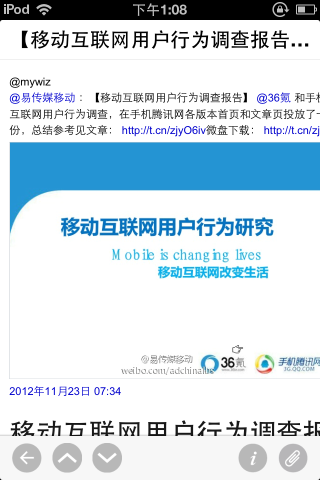 iPod 下午1:08
【移动互联网用户行为调查报告...
@mywiz
@易传媒移动：【移动互联网用户行为调查报告】 @36氪 和手机
互联网用户行为调查，在手机腾讯网各版本首页和文章页投放了一
份，总结参考见文章： http://t.cn/zjyO6iv微盘下载： http://t.cn/zj
移动互联网用户行为研究
Mobile is changing lives
移动互联网改变生活
@易传媒移动
weibo.com/adchina
36氪
手机腾讯网
3G.QQ.COM
2012年11月23日 07:34
移动互联网用户行为调查报